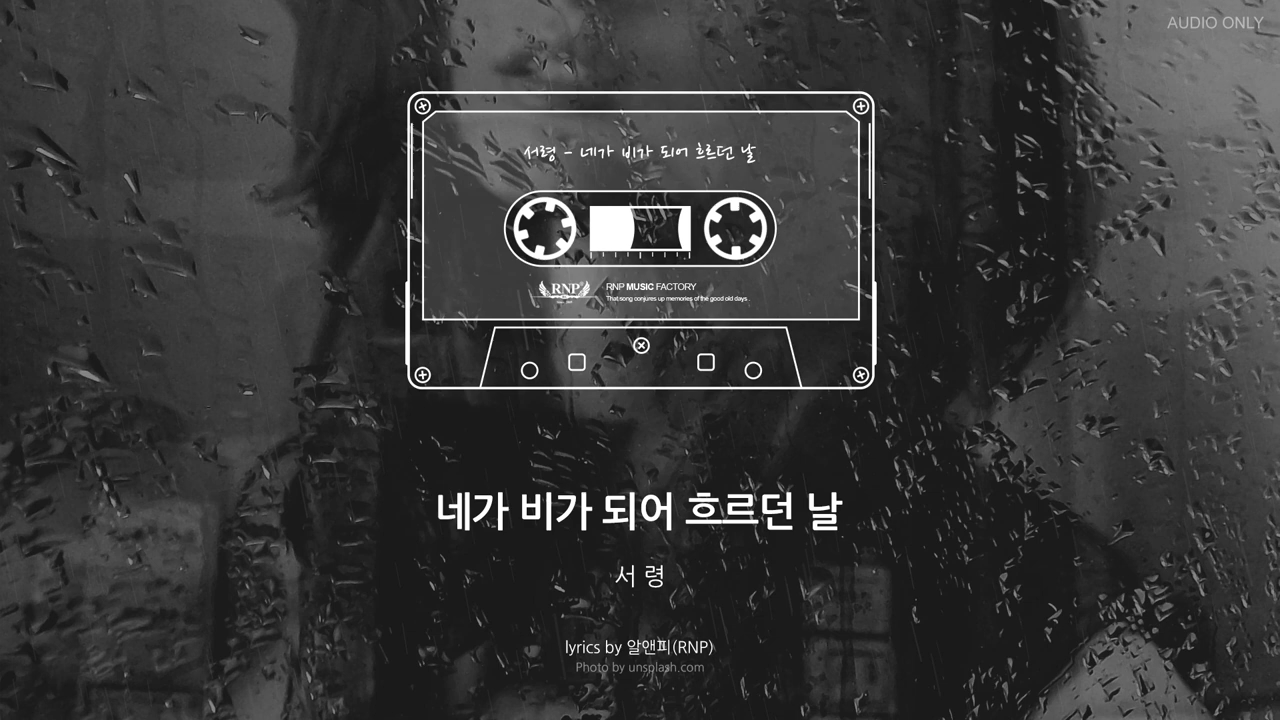 AUDIO ONLY
서령 - 네가 비가 되어 흐르던 날
RNP
RNP MUSIC FACTORY
That song conjures up memories of the good old days .
네가 비가 되어 흐르던 날
서 령
lyrics by 알앤피(RNP)
Photo by unsplash.com